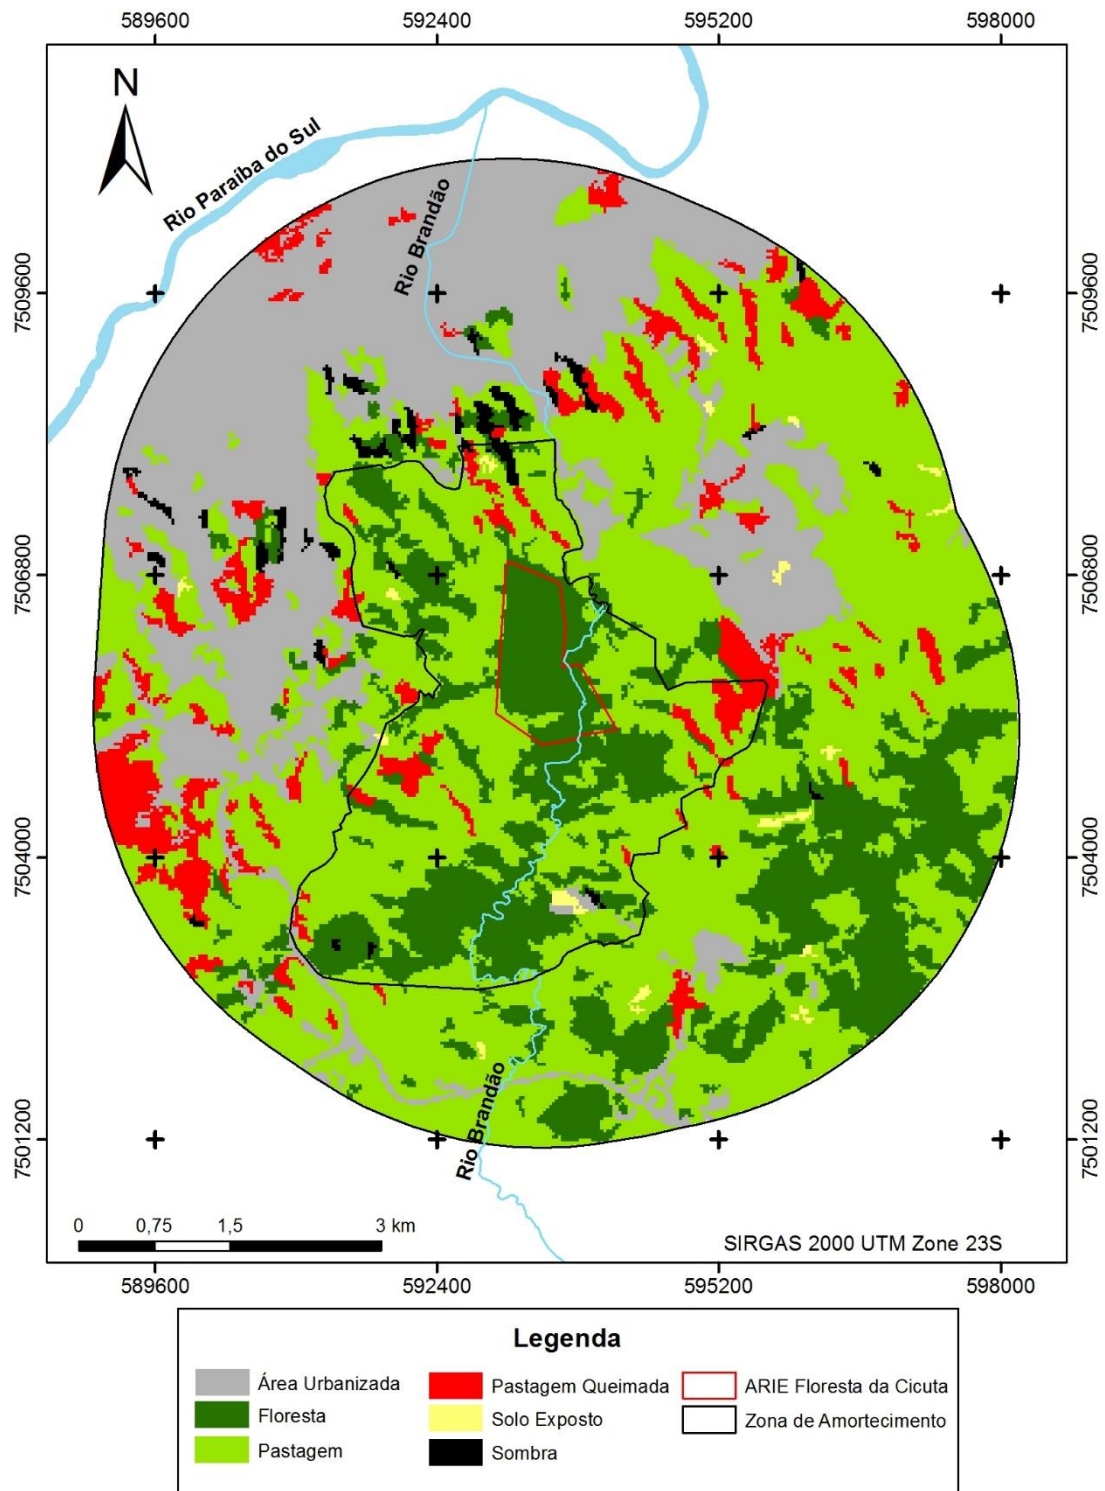 589600 592400 595200 598000
N
Rio Paraíba do Sul
Rio Brandão
7509600 7509600
7506800 7506800
7504000 7504000
Rio Brandão
7501200 7501200
0 0,75 1,5 3 km
SIRGAS 2000 UTM Zone 23S
589600 592400 595200 598000
Legenda
Área Urbanizada Pastagem Queimada ARIE Floresta da Cicuta
Floresta Solo Exposto Zona de Amortecimento
Pastagem Sombra